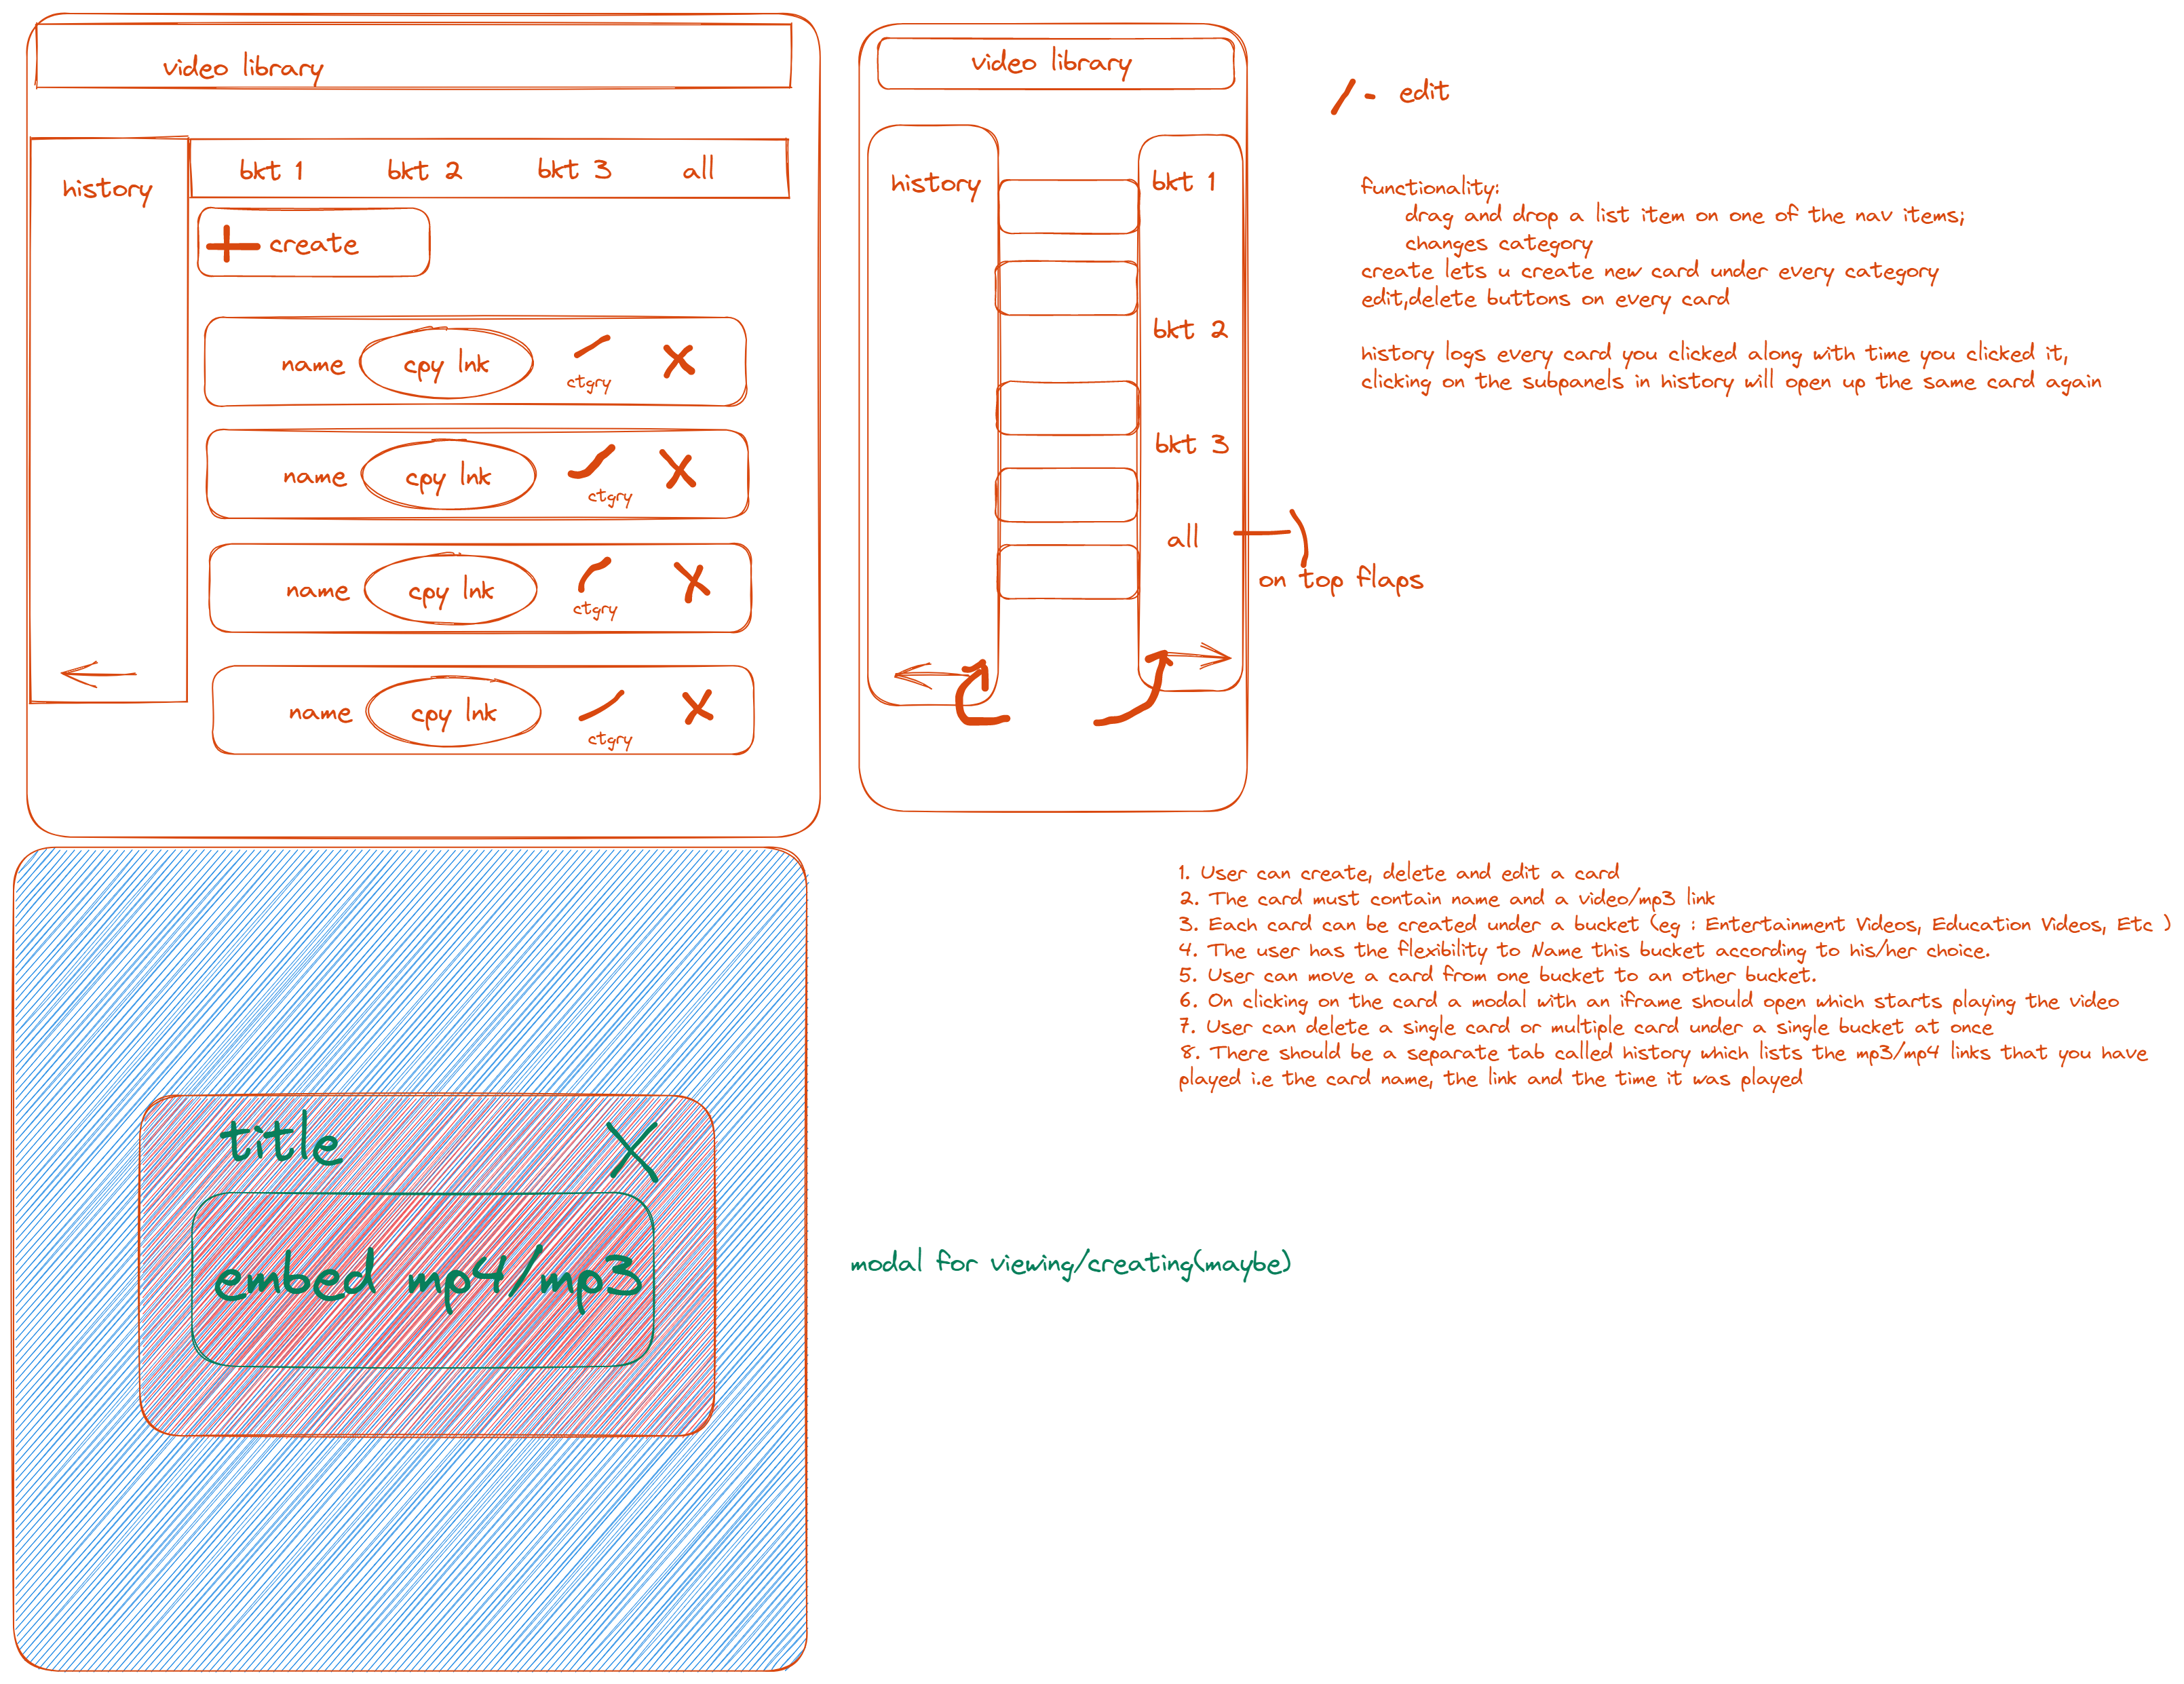 video library
history
bkt 1 bkt 2 bkt 3 all
create
name cpy lnk ctgry
name cpy lnk ctgry
name cpy lnk ctgry
name cpy lnk ctgry
video library
history
bkt 1
bkt 2
bkt 3
all
on top flaps
- edit
functionality:
drag and drop a list item on one of the nav items;
changes category
create lets u create new card under every category
edit,delete buttons on every card
history logs every card you clicked along with time you clicked it,
clicking on the subpanels in history will open up the same card again
title X
embed mp4/mp3
modal for viewing/creating(maybe)
1. User can create, delete and edit a card
2. The card must contain name and a video/mp3 link
3. Each card can be created under a bucket (eg : Entertainment Videos, Education Videos, Etc )
4. The user has the flexibility to Name this bucket according to his/her choice.
5. User can move a card from one bucket to an other bucket.
6. On clicking on the card a modal with an iframe should open which starts playing the video
7. User can delete a single card or multiple card under a single bucket at once
8. There should be a separate tab called history which lists the mp3/mp4 links that you have
played i.e the card name, the link and the time it was played